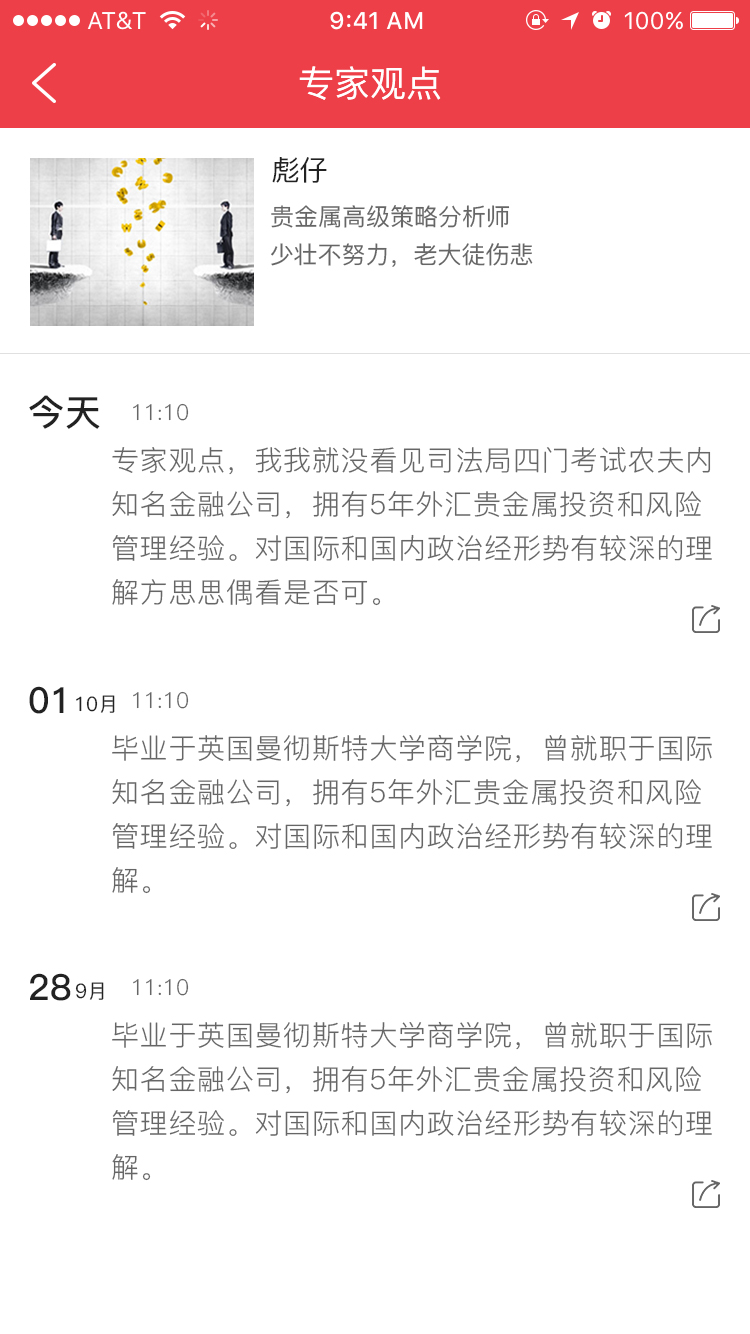 AT&T 9:41 AM 100%
专家观点
彪仔
贵金属高级策略分析师
少壮不努力，老大徒伤悲
今天 11:10
专家观点，我我就没看见司法局四门考试农夫内
知名金融公司，拥有5年外汇贵金属投资和风险
管理经验。对国际和国内政治经形势有较深的理
解方思思偶看是否可。
01 10月 11:10
毕业于英国曼彻斯特大学商学院，曾就职于国际
知名金融公司，拥有5年外汇贵金属投资和风险
管理经验。对国际和国内政治经形势有较深的理
解。
28 9月 11:10
毕业于英国曼彻斯特大学商学院，曾就职于国际
知名金融公司，拥有5年外汇贵金属投资和风险
管理经验。对国际和国内政治经形势有较深的理
解。